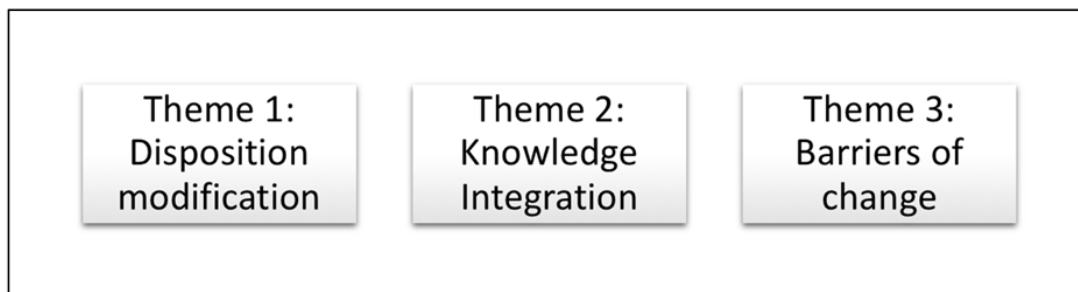 Theme 1:
Disposition
modification
Theme 2:
Knowledge
Integration
Theme 3:
Barriers of
change